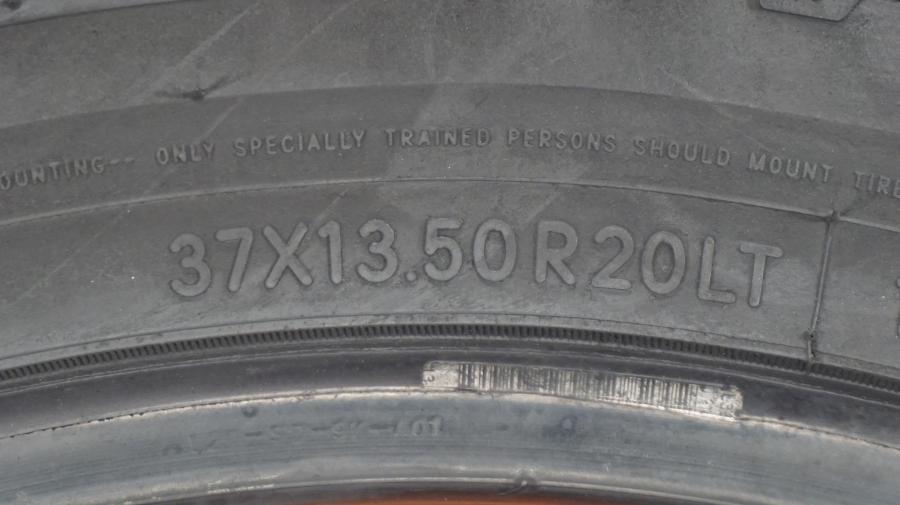 OUNTING-- ONLY SPECIALLY TRAINED PERSONS SHOULD MOUNT TIRE
37X13.50R20LT